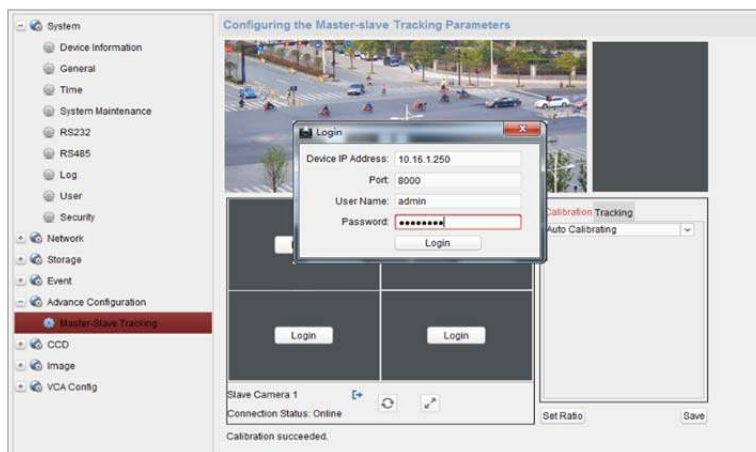 System
Device Information
General
Time
System Maintenance
RS232
RS485
Log
User
Security
Network
Storage
Event
Advance Configuration
Master-Slave Tracking
CCD
Image
VCA Config
Configuring the Master-slave Tracking Parameters
Login
Device IP Address: 10.16.1.250
Port: 8000
User Name: admin
Password: ••••••••
Login
Calibration Tracking
Auto Calibrating
Login
Login
Slave Camera 1
Connection Status: Online
Set Ratio
Save
Calibration succeeded.